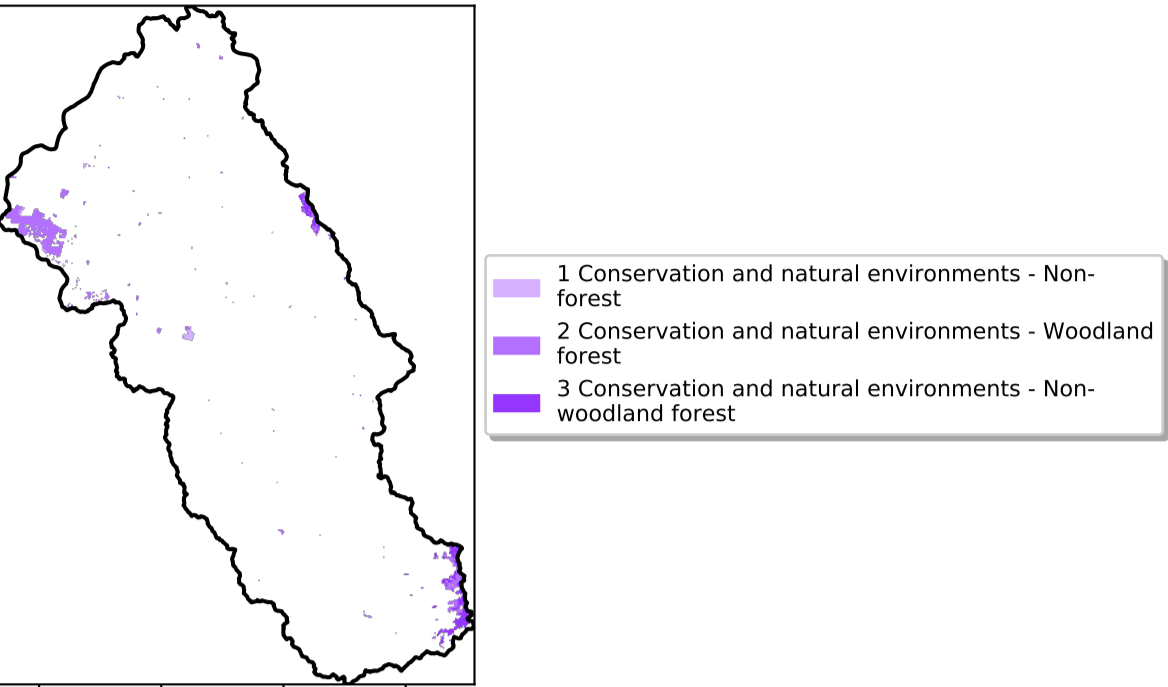 1 Conservation and natural environments - Non-
forest
2 Conservation and natural environments - Woodland
forest
3 Conservation and natural environments - Non-
woodland forest